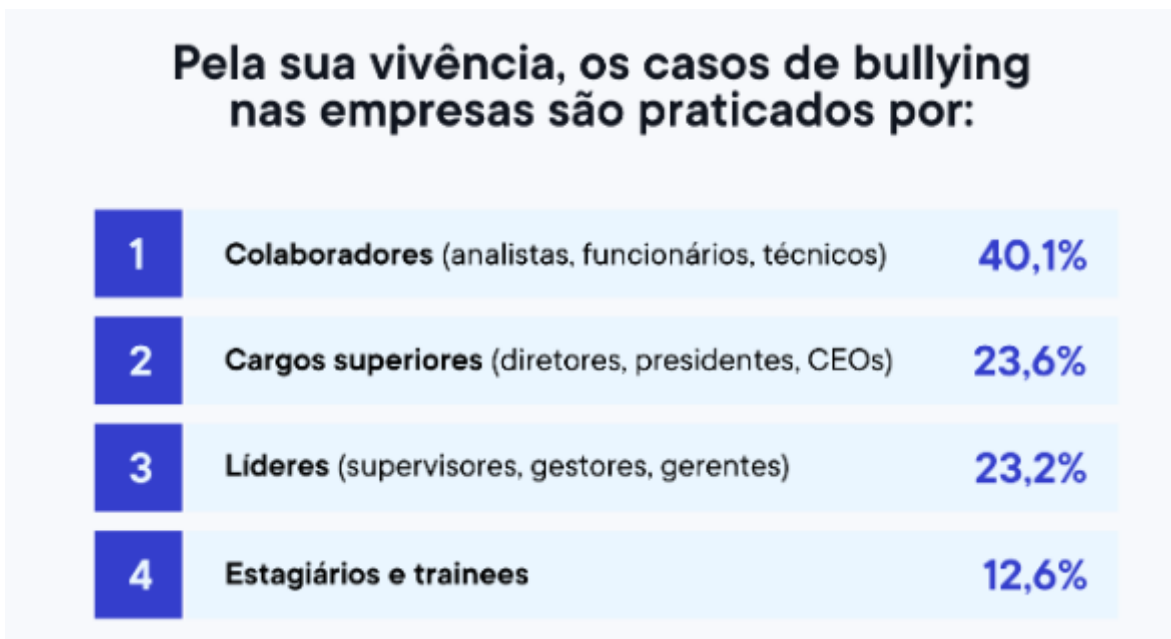 Pela sua vivência, os casos de bullying
nas empresas são praticados por:
1 Colaboradores (analistas, funcionários, técnicos) 40,1%
2 Cargos superiores (diretores, presidentes, CEOs) 23,6%
3 Líderes (supervisores, gestores, gerentes) 23,2%
4 Estagiários e trainees 12,6%